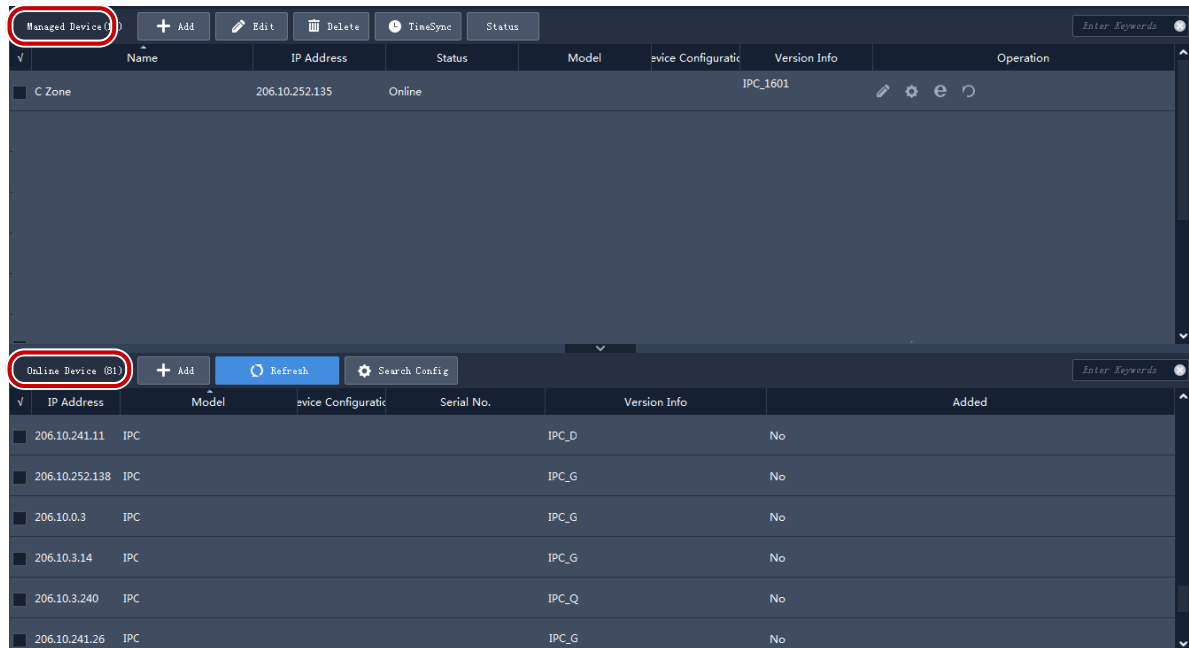 Managed Device( ) Add Edit Delete TimeSync Status Enter Keywords
√ Name IP Address Status Model evice Configuratic Version Info Operation
C Zone 206.10.252.135 Online IPC_1601
Online Device (81) Add Refresh Search Config Enter Keywords
√ IP Address Model evice Configuratic Serial No. Version Info Added
206.10.241.11 IPC IPC_D No
206.10.252.138 IPC IPC_G No
206.10.0.3 IPC IPC_G No
206.10.3.14 IPC IPC_G No
206.10.3.240 IPC IPC_Q No
206.10.241.26 IPC IPC_G No